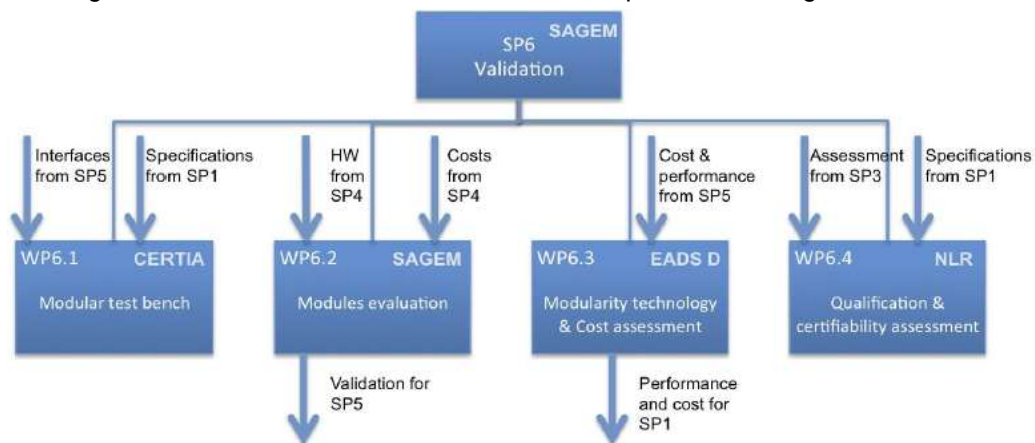 SAGEM
SP6
Validation
Interfaces
from SP5
Specifications
from SP1
HW
from
SP4
Costs
from
SP4
Cost &
performance
from SP5
Assessment
from SP3
Specifications
from SP1
WP6.1
CERTIA
Modular test bench
WP6.2
SAGEM
Modules evaluation
WP6.3
EADS D
Modularity technology
& Cost assessment
WP6.4
NLR
Qualification &
certifiability assessment
Validation for
SP5
Performance
and cost for
SP1